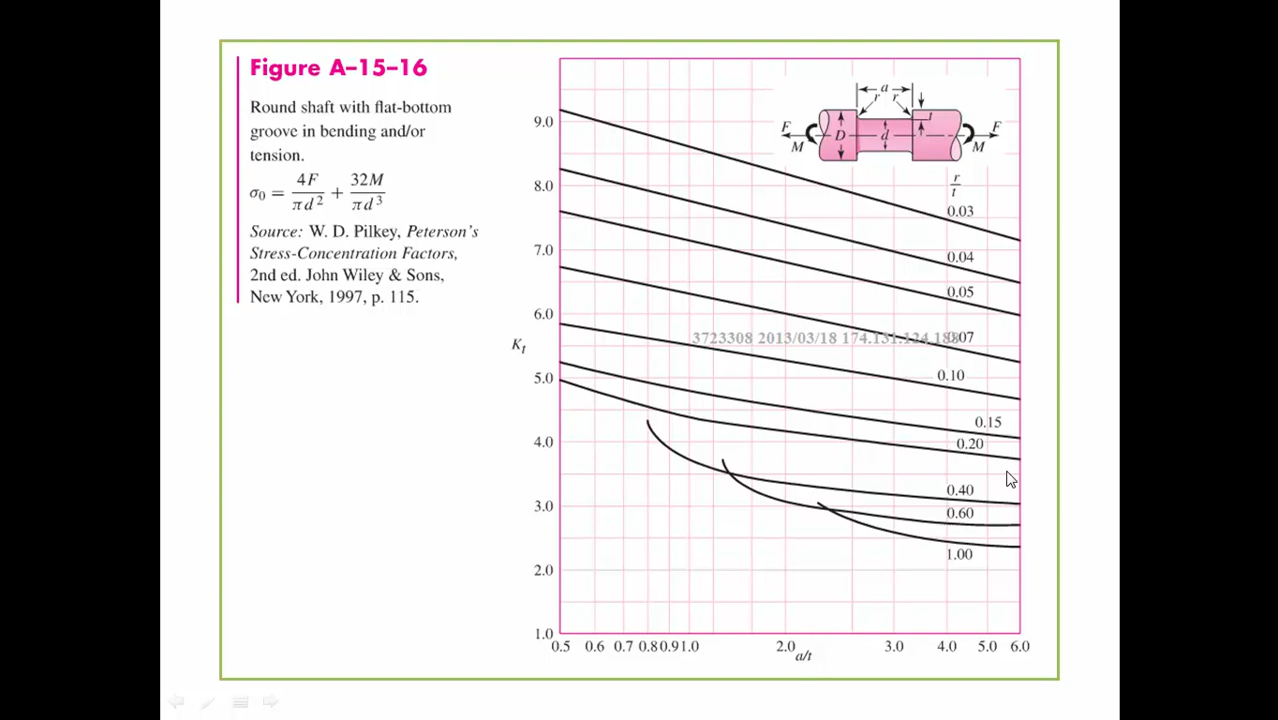 Figure A–15–16
Round shaft with flat-bottom
groove in bending and/or
tension.
σ0 = 4F/πd² + 32M/πd³
Source: W. D. Pilkey, Peterson's
Stress-Concentration Factors,
2nd ed. John Wiley & Sons,
New York, 1997, p. 115.
a
r r
t
F D d F
M M
r/t
0.03
0.04
0.05
0.07
0.10
0.15
0.20
0.40
0.60
1.00
3723308 2013/03/18 174.131.124.188
Kt
9.0
8.0
7.0
6.0
5.0
4.0
3.0
2.0
1.0
0.5 0.6 0.7 0.8 0.9 1.0 2.0 3.0 4.0 5.0 6.0
a/t